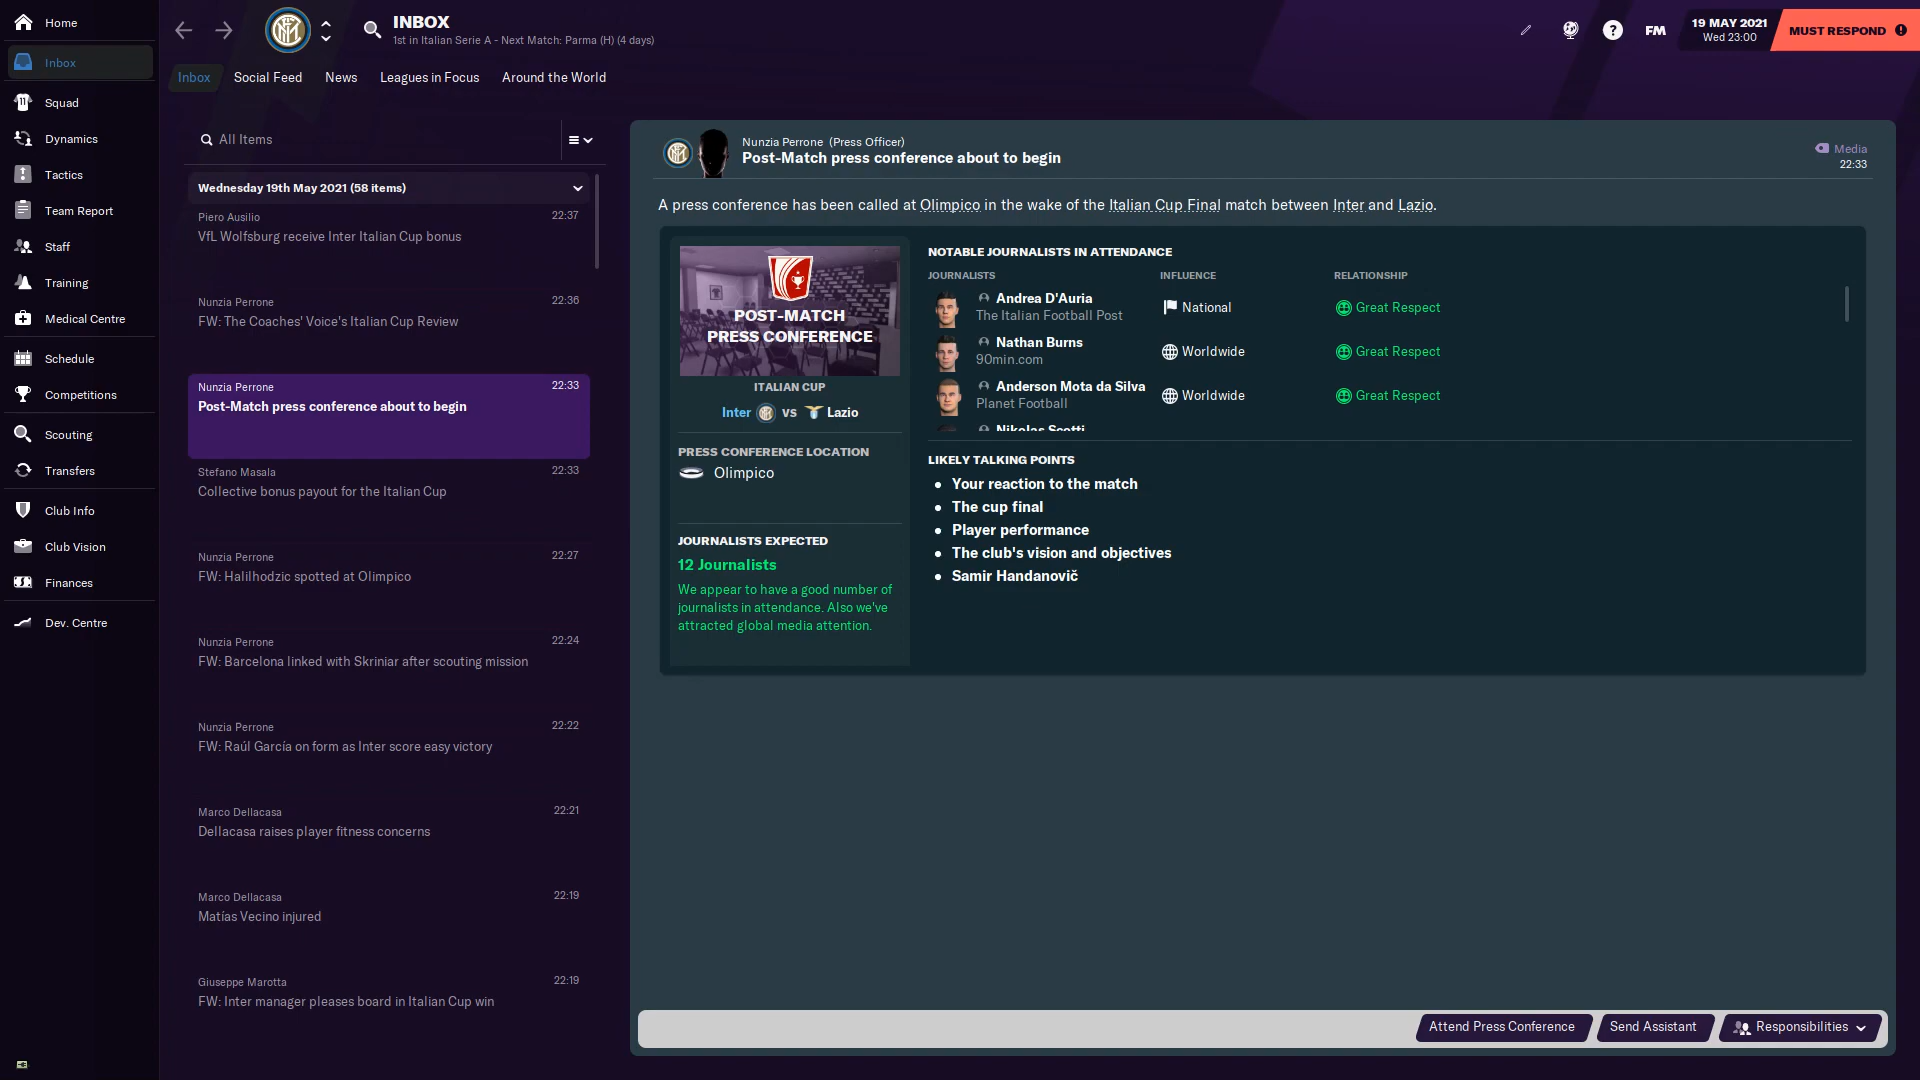 Home
Inbox
Squad
Dynamics
Tactics
Team Report
Staff
Training
Medical Centre
Schedule
Competitions
Scouting
Transfers
Club Info
Club Vision
Finances
Dev. Centre
INBOX
1st in Italian Serie A - Next Match: Parma (H) (4 days)
FM
19 MAY 2021
Wed 23:00
MUST RESPOND
Inbox Social Feed News Leagues in Focus Around the World
All Items
Wednesday 19th May 2021 (58 items)
Piero Ausilio 22:37
VfL Wolfsburg receive Inter Italian Cup bonus
Nunzia Perrone 22:36
FW: The Coaches' Voice's Italian Cup Review
Nunzia Perrone 22:33
Post-Match press conference about to begin
Stefano Masala 22:33
Collective bonus payout for the Italian Cup
Nunzia Perrone 22:27
FW: Halilhodzic spotted at Olimpico
Nunzia Perrone 22:24
FW: Barcelona linked with Skriniar after scouting mission
Nunzia Perrone 22:22
FW: Raúl García on form as Inter score easy victory
Marco Dellacasa 22:21
Dellacasa raises player fitness concerns
Marco Dellacasa 22:19
Matías Vecino injured
Giuseppe Marotta 22:19
FW: Inter manager pleases board in Italian Cup win
Nunzia Perrone (Press Officer)
Post-Match press conference about to begin
Media
22:33
A press conference has been called at Olimpico in the wake of the Italian Cup Final match between Inter and Lazio.
POST-MATCH
PRESS CONFERENCE
ITALIAN CUP
Inter vs Lazio
PRESS CONFERENCE LOCATION
Olimpico
JOURNALISTS EXPECTED
12 Journalists
We appear to have a good number of
journalists in attendance. Also we've
attracted global media attention.
NOTABLE JOURNALISTS IN ATTENDANCE
JOURNALISTS INFLUENCE RELATIONSHIP
Andrea D'Auria
The Italian Football Post
National Great Respect
Nathan Burns
90min.com
Worldwide Great Respect
Anderson Mota da Silva
Planet Football
Worldwide Great Respect
Nikolas Scotti
LIKELY TALKING POINTS
Your reaction to the match
The cup final
Player performance
The club's vision and objectives
Samir Handanovič
Attend Press Conference Send Assistant Responsibilities